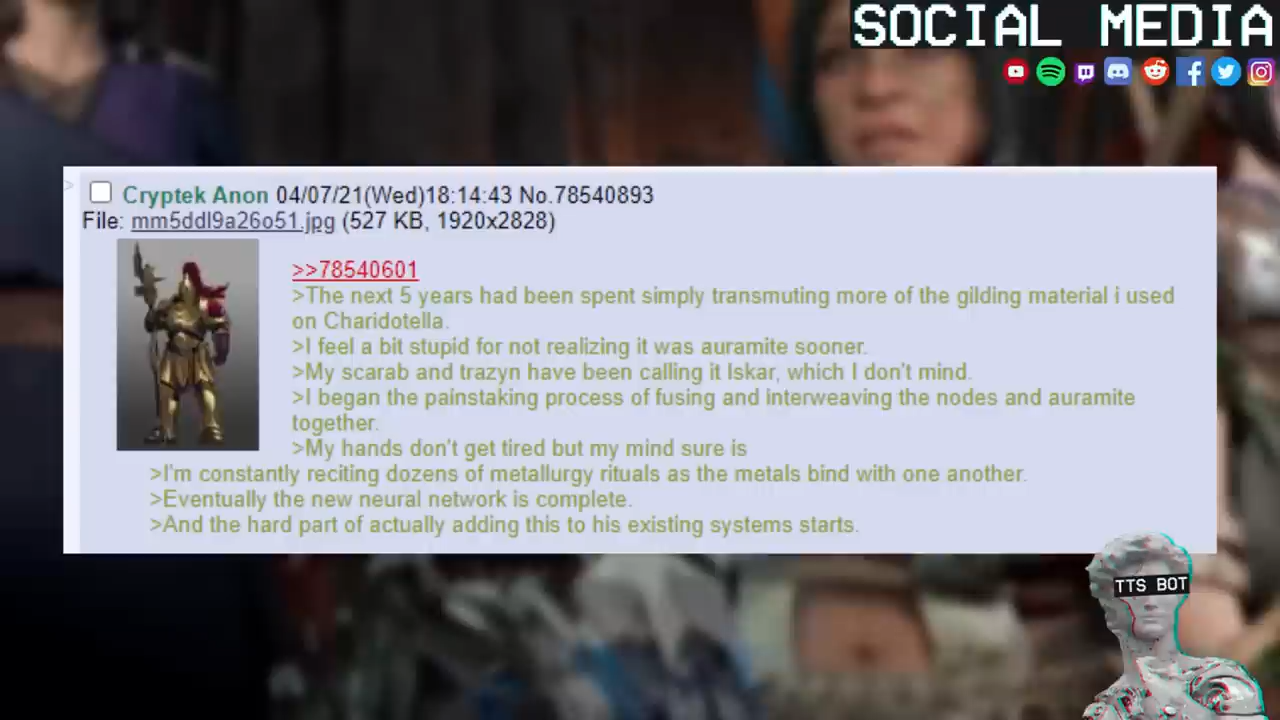 SOCIAL MEDIA
> Cryptek Anon 04/07/21(Wed)18:14:43 No.78540893
File: mm5ddl9a26o51.jpg (527 KB, 1920x2828)
>>78540601
>The next 5 years had been spent simply transmuting more of the gilding material i used
on Charidotella.
>I feel a bit stupid for not realizing it was auramite sooner.
>My scarab and trazyn have been calling it Iskar, which I don't mind.
>I began the painstaking process of fusing and interweaving the nodes and auramite
together.
>My hands don't get tired but my mind sure is
>I'm constantly reciting dozens of metallurgy rituals as the metals bind with one another.
>Eventually the new neural network is complete.
>And the hard part of actually adding this to his existing systems starts.
TTS BOT